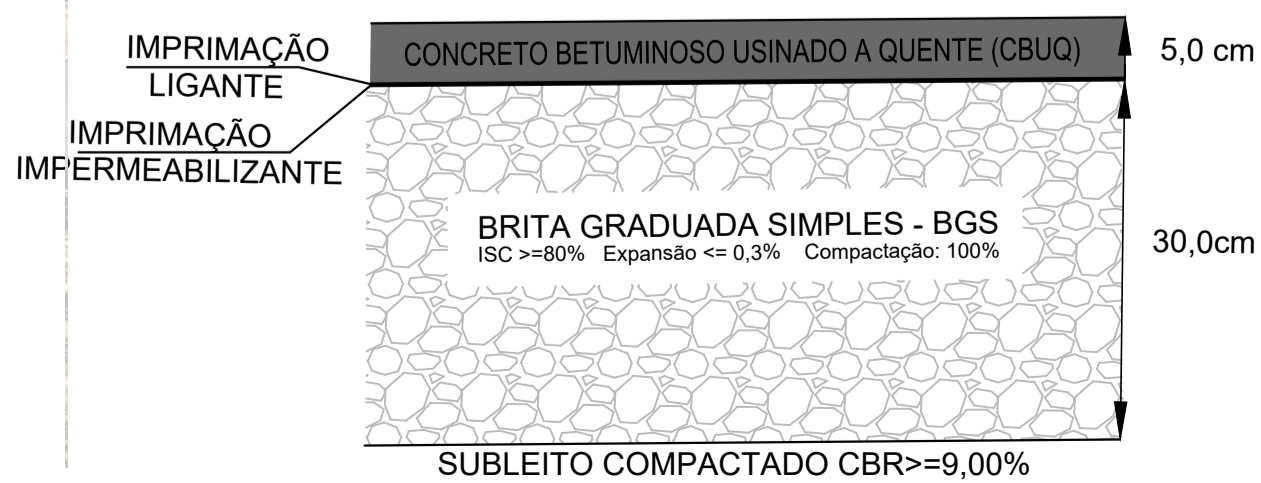 IMPRIMAÇÃO
LIGANTE
IMPRIMAÇÃO
IMPERMEABILIZANTE
CONCRETO BETUMINOSO USINADO A QUENTE (CBUQ)
5,0 cm
BRITA GRADUADA SIMPLES - BGS
ISC >=80% Expansão <= 0,3% Compactação: 100%
30,0cm
SUBLEITO COMPACTADO CBR>=9,00%